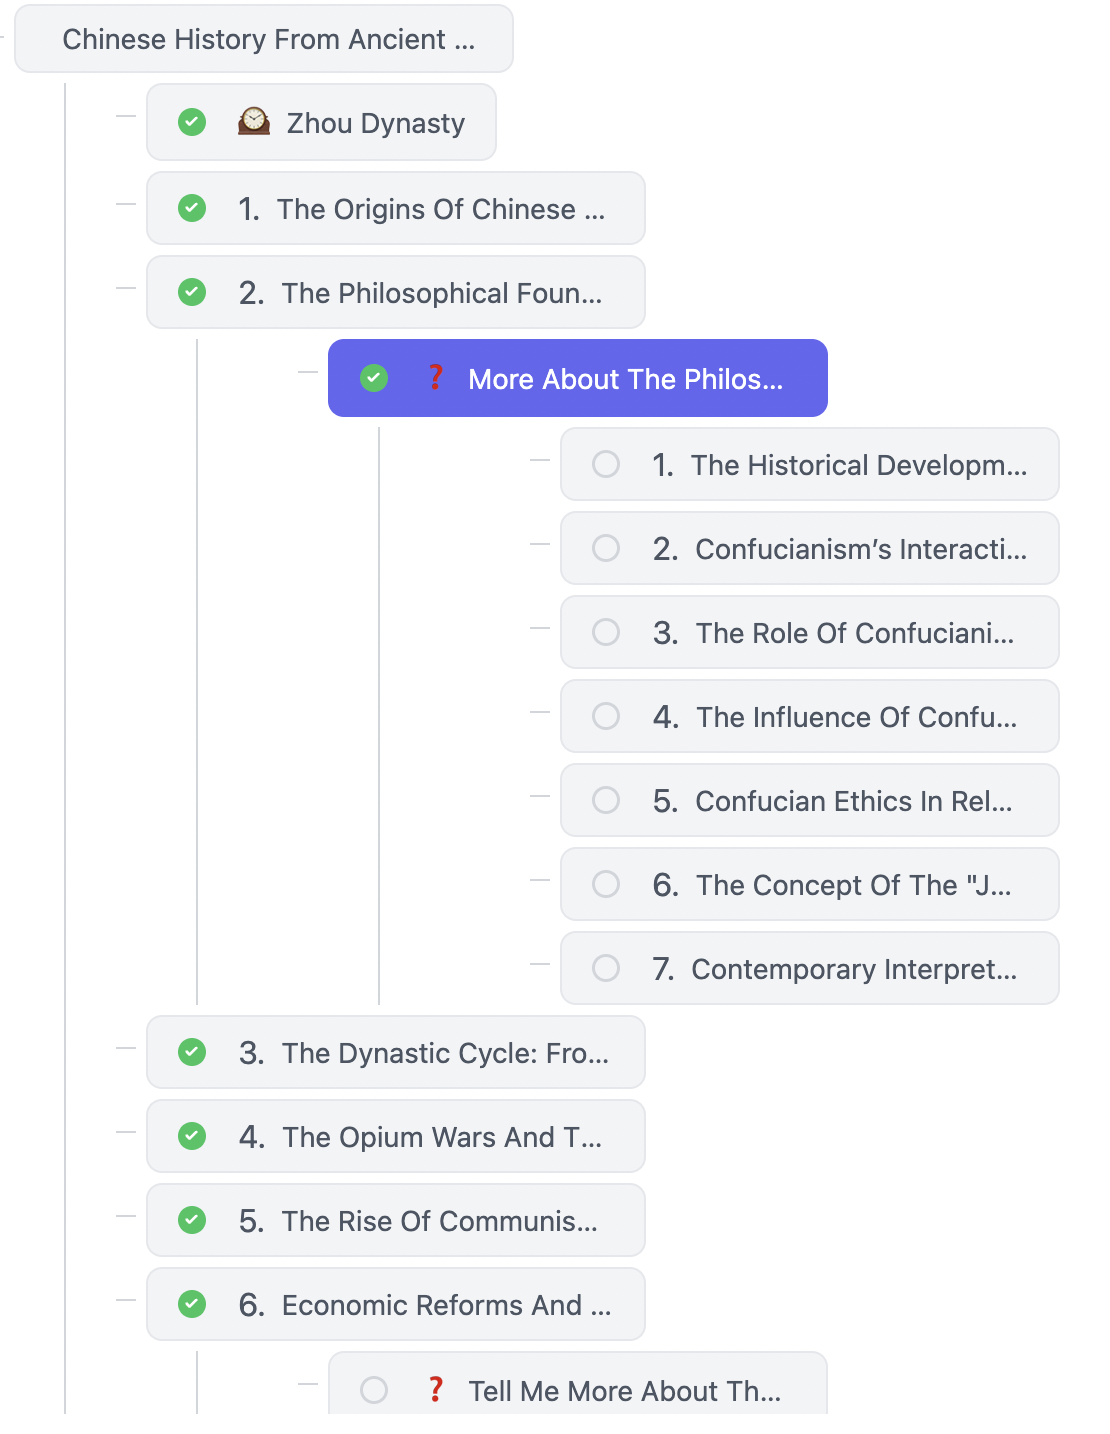 Chinese History From Ancient ...
Zhou Dynasty
1. The Origins Of Chinese ...
2. The Philosophical Foun...
❓ More About The Philos...
1. The Historical Developm...
2. Confucianism’s Interacti...
3. The Role Of Confuciani...
4. The Influence Of Confu...
5. Confucian Ethics In Rel...
6. The Concept Of The "J...
7. Contemporary Interpret...
3. The Dynastic Cycle: Fro...
4. The Opium Wars And T...
5. The Rise Of Communis...
6. Economic Reforms And ...
❓ Tell Me More About Th...